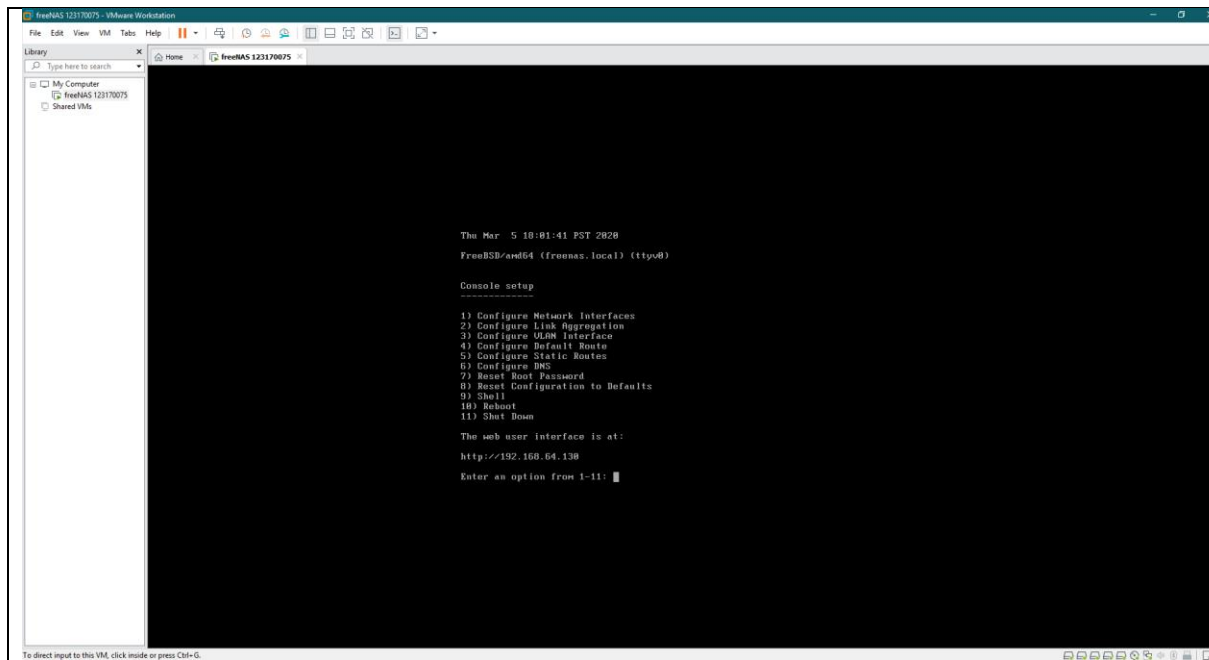 freeNAS 123170075 - VMware Workstation
File Edit View VM Tabs Help
Library
Type here to search
My Computer
freeNAS 123170075
Shared VMs
Home
freeNAS 123170075
Thu Mar  5 18:01:41 PST 2020
FreeBSD/amd64 (freenas.local) (ttyv0)
Console setup
-------------
1) Configure Network Interfaces
2) Configure Link Aggregation
3) Configure VLAN Interface
4) Configure Default Route
5) Configure Static Routes
6) Configure DNS
7) Reset Root Password
8) Reset Configuration to Defaults
9) Shell
10) Reboot
11) Shut Down
The web user interface is at:
http://192.168.64.130
Enter an option from 1-11:
To direct input to this VM, click inside or press Ctrl+G.